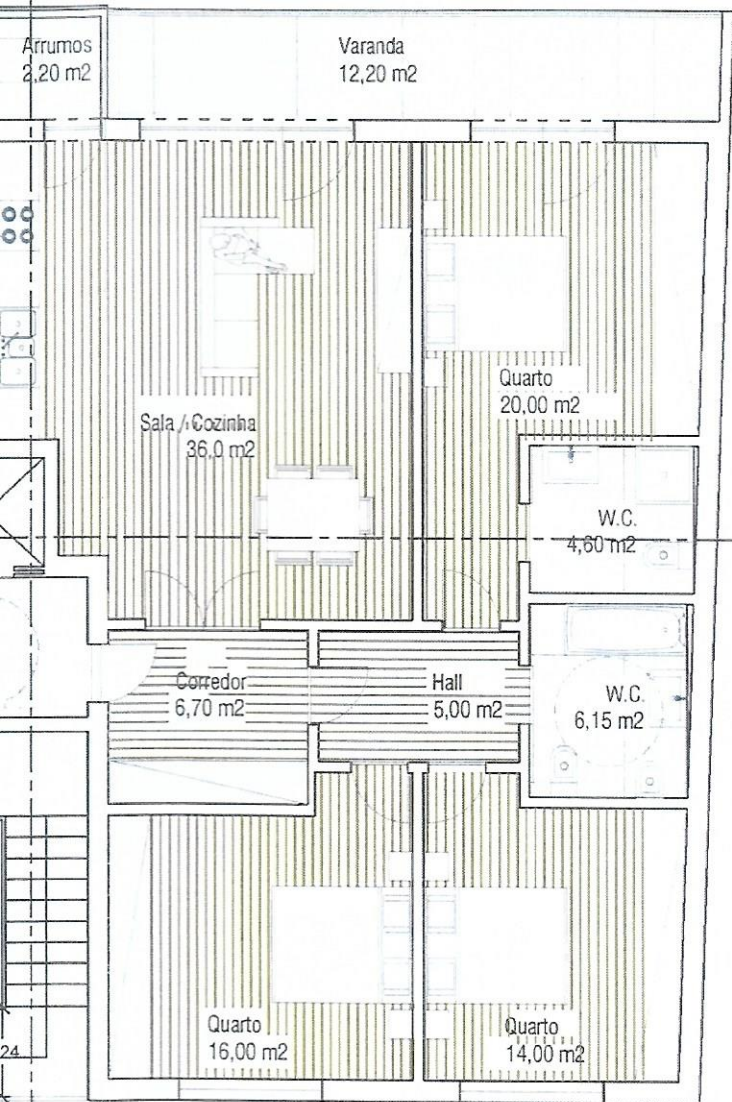 Arrumos
2,20 m2
Varanda
12,20 m2
Quarto
20,00 m2
Sala / Cozinha
36,0 m2
W.C.
4,60 m2
Corredor
6,70 m2
Hall
5,00 m2
W.C.
6,15 m2
Quarto
16,00 m2
Quarto
14,00 m2
24